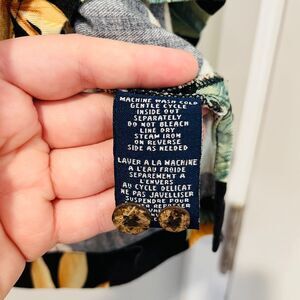 MACHINE WASH COLD
GENTLE CYCLE
INSIDE OUT
SEPARATELY
DO NOT BLEACH
LINE DRY
STEAM IRON
ON REVERSE
SIDE AS NEEDED
LAVER A LA MACHINE
A L'EAU FROIDE
SEPAREMENT A
L'ENVERS
AU CYCLE DELICAT
NE PAS JAVELLISER
SUSPENDRE POUR